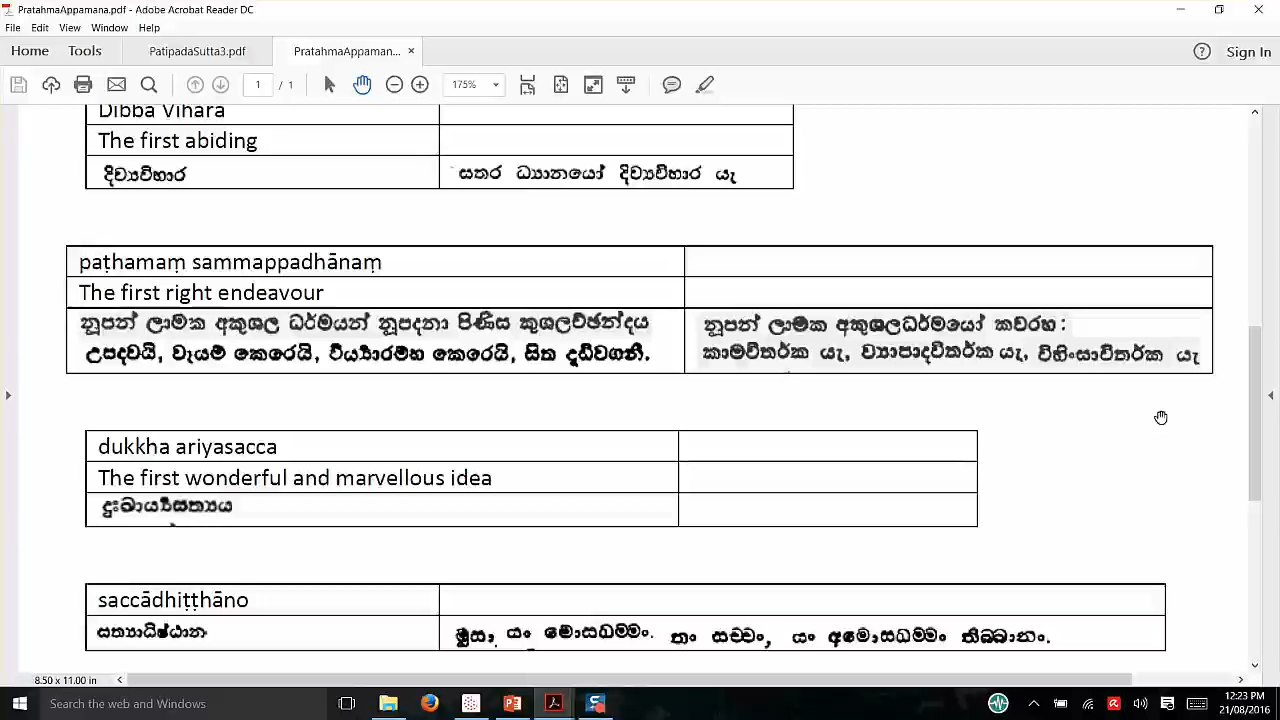 PratahmaAppamana.pdf - Adobe Acrobat Reader DC
File Edit View Window Help
Home Tools PatipadaSutta3.pdf PratahmaAppaman... × Sign In
1 / 1 175%
Dibba Vihara
The first abiding
දිව්‍යවිහාර සතර ධ්‍යානයෝ දිව්‍යවිහාර යැ
paṭhamaṃ sammappadhānaṃ
The first right endeavour
නූපන් ලාමක අකුශල ධර්මයන් නූපදනා පිණිස කුශලච්ඡන්දය නූපන් ලාමක අකුශලධර්මයෝ කවරහ:
උපදවයි, වෑයම් කෙරෙයි, වීර්‍ය්‍යාරම්භ කෙරෙයි, සිත දැඩිවගනී. කාමවිතර්ක යැ, ව්‍යාපාදවිතර්ක යැ, විහිංසාවිතර්ක යැ
dukkha ariyasacca
The first wonderful and marvellous idea
දුඃඛාර්‍ය්‍යසත්‍යය
saccādhiṭṭhāno
සත්‍යාධිෂ්ඨාන මුසා, යං මොසධම්මං. තං සච්චං, යං අමොසධම්මං නිබ්බානං.
8.50 x 11.00 in
Search the web and Windows
12:23 PM
21/08/2016